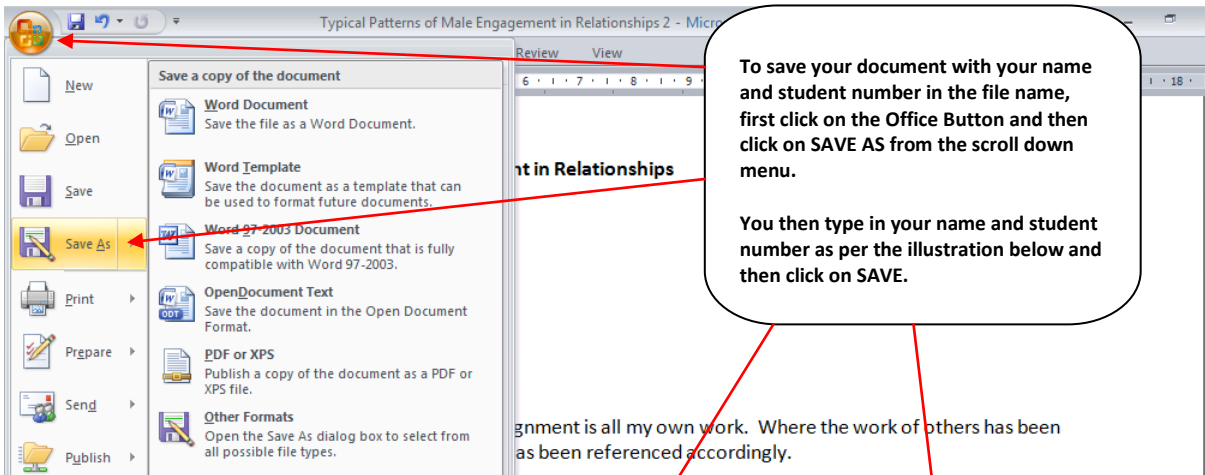 Typical Patterns of Male Engagement in Relationships 2 - Micro
Review View
6 7 8 9 18
New
Open
Save
Save As
Print
Prepare
Send
Publish
Save a copy of the document
Word Document
Save the file as a Word Document.
Word Template
Save the document as a template that can
be used to format future documents.
Word 97-2003 Document
Save a copy of the document that is fully
compatible with Word 97-2003.
OpenDocument Text
ODT
Save the document in the Open Document
Format.
PDF or XPS
Publish a copy of the document as a PDF or
XPS file.
Other Formats
Open the Save As dialog box to select from
all possible file types.
nt in Relationships
gnment is all my own work. Where the work of others has been
as been referenced accordingly.
To save your document with your name
and student number in the file name,
first click on the Office Button and then
click on SAVE AS from the scroll down
menu.
You then type in your name and student
number as per the illustration below and
then click on SAVE.